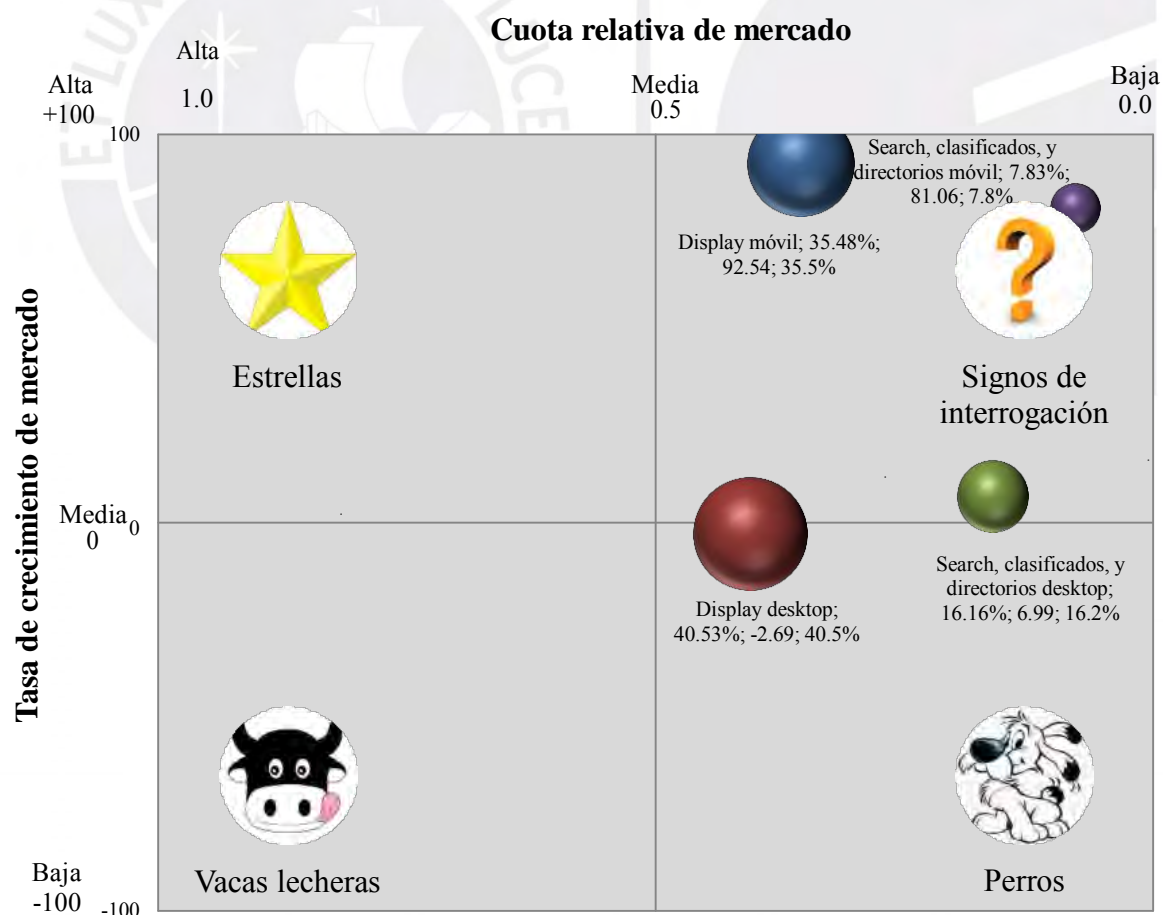 ET LUX
LUCE
Cuota relativa de mercado
Alta
1.0
Media
0.5
Baja
0.0
Alta
+100
100
Search, clasificados, y
directorios móvil; 7.83%;
81.06; 7.8%
Display móvil; 35.48%;
92.54; 35.5%
Estrellas
Signos de
interrogación
Tasa de crecimiento de mercado
Media
0
0
Search, clasificados, y
directorios desktop;
16.16%; 6.99; 16.2%
Display desktop;
40.53%; -2.69; 40.5%
Vacas lecheras
Perros
Baja
-100
-100